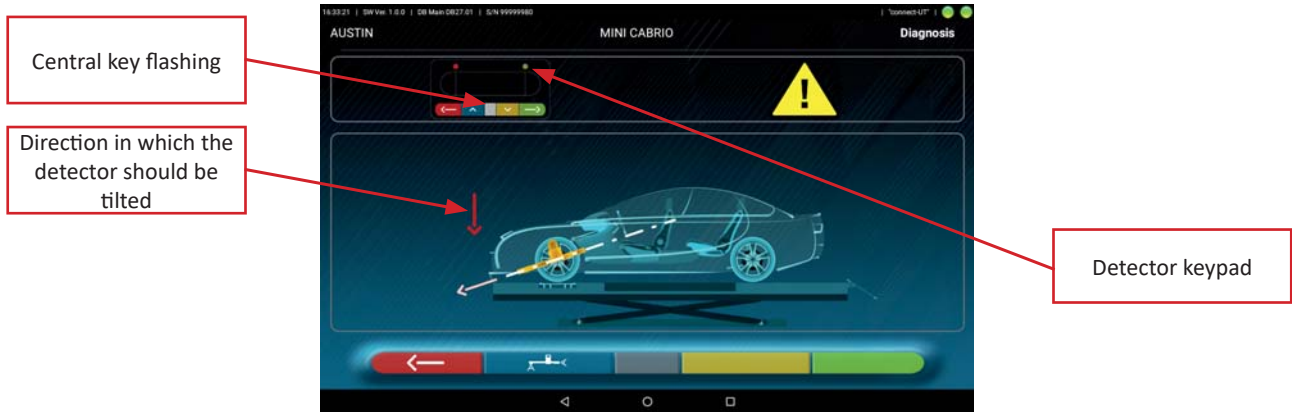 16:33:21 | SW Ver. 1.0.0 | DB Main DB27.01 | S/N 99999980 | "connect-UT" |
AUSTIN MINI CABRIO Diagnosis
Central key flashing
Direction in which the
detector should be
tilted
Detector keypad